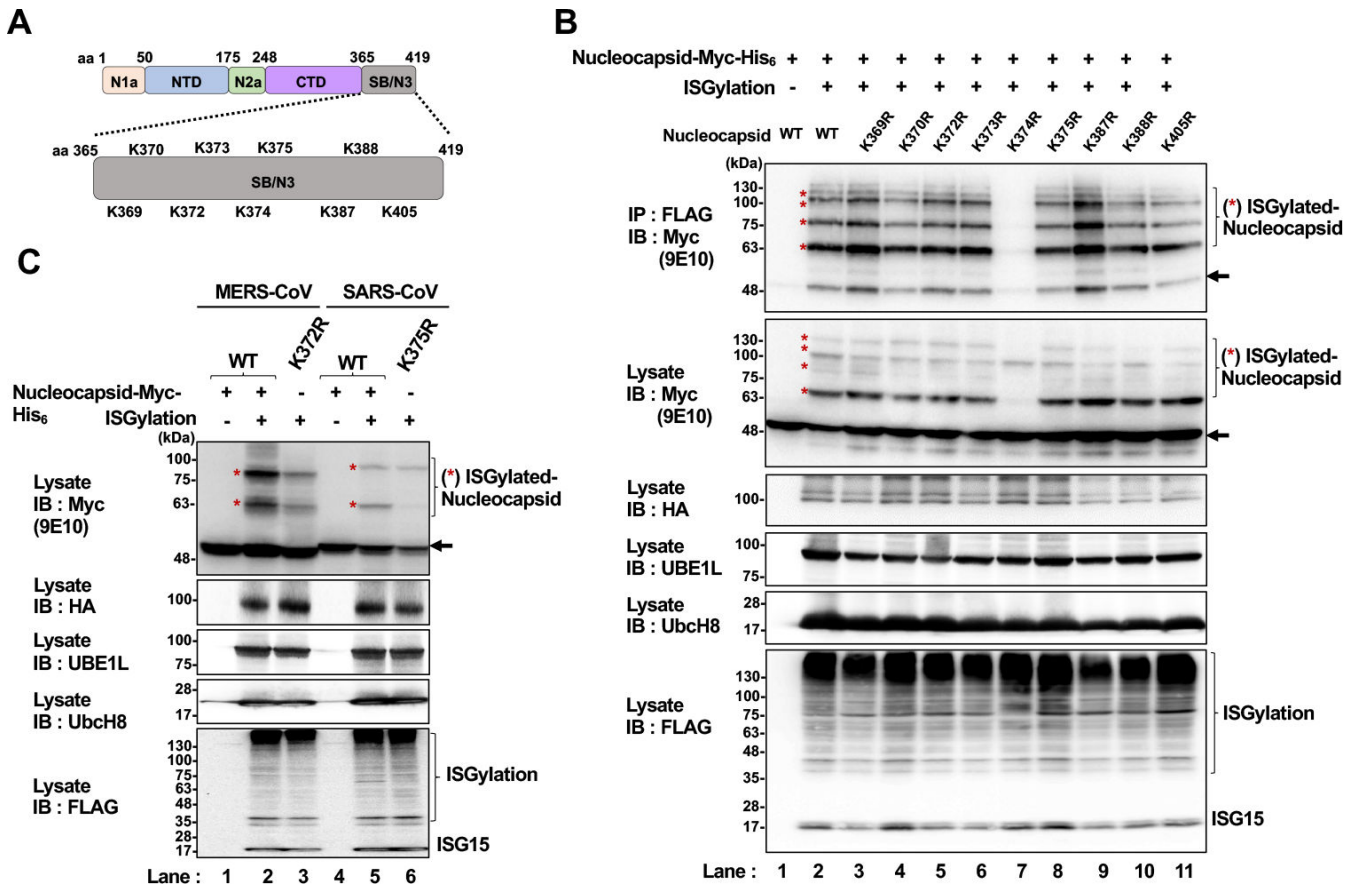 A
aa 1 50 175 248 365 419
N1a NTD N2a CTD SB/N3
aa 365 K370 K373 K375 K388 419
SB/N3
K369 K372 K374 K387 K405
B
Nucleocapsid-Myc-His6 + + + + + + + + + + +
ISGylation - + + + + + + + + + +
Nucleocapsid WT WT K369R K370R K372R K373R K374R K375R K387R K388R K405R
(kDa)
130-
100-
75-
63-
48-
IP : FLAG
IB : Myc
(9E10)
* * * *
(*) ISGylated-
Nucleocapsid
130-
100-
75-
63-
48-
Lysate
IB : Myc
(9E10)
* * * *
(*) ISGylated-
Nucleocapsid
Lysate
IB : HA
100-
Lysate
IB : UBE1L
100-
75-
Lysate
IB : UbcH8
28-
17-
Lysate
IB : FLAG
130-
100-
75-
63-
48-
35-
28-
17-
ISGylation
ISG15
Lane : 1 2 3 4 5 6 7 8 9 10 11
C
MERS-CoV SARS-CoV
WT K372R WT K375R
Nucleocapsid-Myc-
His6 + + - + + -
ISGylation - + + - + +
(kDa)
100-
75-
63-
48-
Lysate
IB : Myc
(9E10)
* * * *
(*) ISGylated-
Nucleocapsid
Lysate
IB : HA
100-
Lysate
IB : UBE1L
100-
75-
Lysate
IB : UbcH8
28-
17-
Lysate
IB : FLAG
130-
100-
75-
63-
48-
35-
28-
17-
ISGylation
ISG15
Lane : 1 2 3 4 5 6